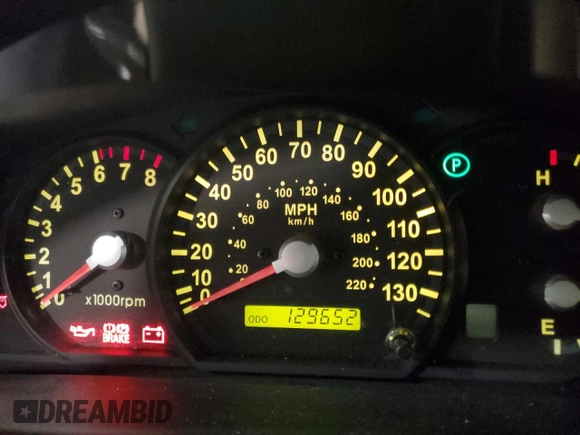 0 1 2 3 4 5 6 7 8
x1000rpm
BRAKE
0 10 20 30 40 50 60 70 80 90 100 110 120 130
20 40 60 80 100 120 140 160 180 200 220
MPH
km/h
ODO 129652
P
H
E
DREAMBID